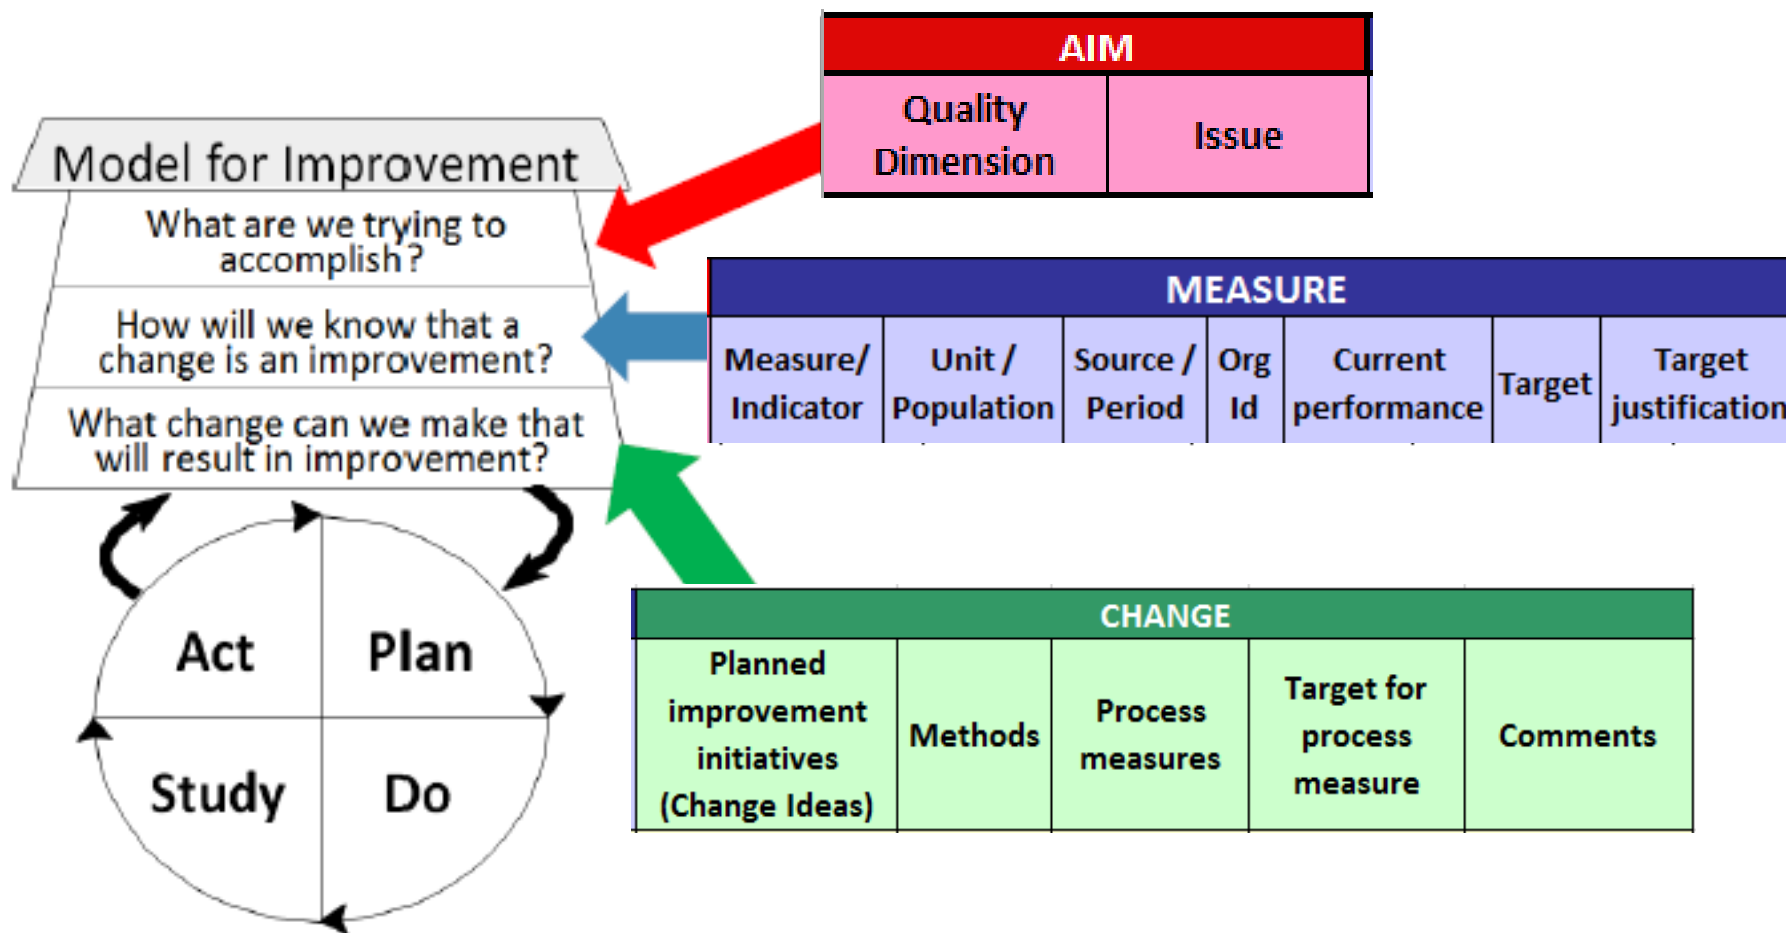 Model for Improvement
What are we trying to
accomplish?
How will we know that a
change is an improvement?
What change can we make that
will result in improvement?
Act
Plan
Study
Do
AIM
Quality
Dimension
Issue
MEASURE
Measure/
Indicator
Unit /
Population
Source /
Period
Org
Id
Current
performance
Target
Target
justification
CHANGE
Planned
improvement
initiatives
(Change Ideas)
Methods
Process
measures
Target for
process
measure
Comments